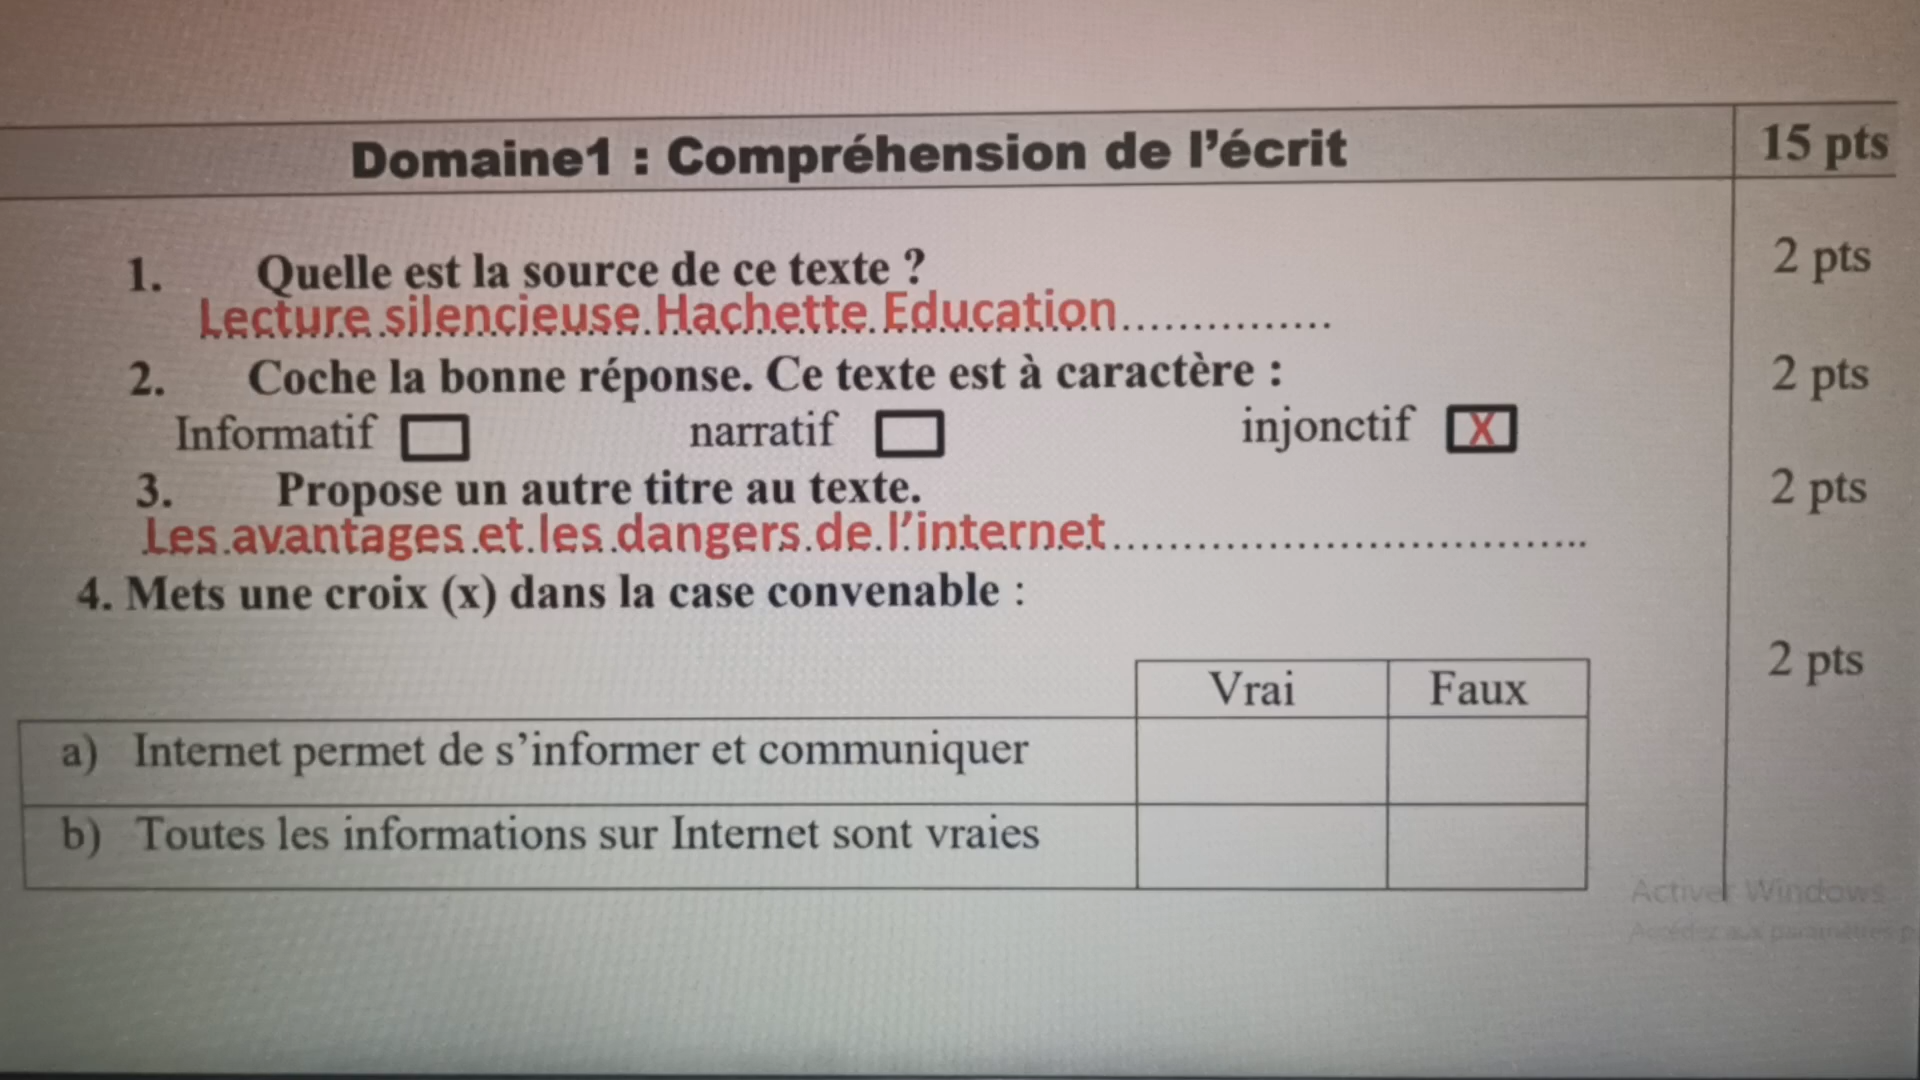 Domaine1 : Compréhension de l'écrit
15 pts
1. Quelle est la source de ce texte ?
2 pts
Lecture silencieuse Hachette Education...............
2. Coche la bonne réponse. Ce texte est à caractère :
2 pts
Informatif narratif injonctif X
3. Propose un autre titre au texte.
2 pts
Les avantages et les dangers de l'internet..................................
4. Mets une croix (x) dans la case convenable :
2 pts
Vrai Faux
a) Internet permet de s'informer et communiquer
b) Toutes les informations sur Internet sont vraies
Activer Windows
Accédez aux paramètres p